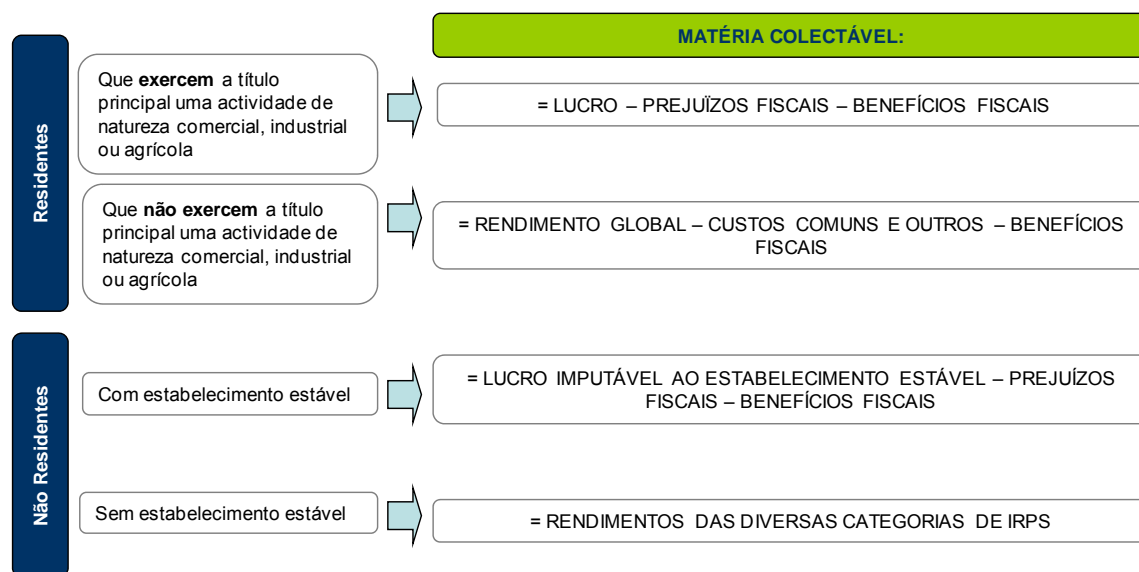 MATÉRIA COLECTÁVEL:
Residentes
Que exercem a título
principal uma actividade de
natureza comercial, industrial
ou agrícola
= LUCRO – PREJUÏZOS FISCAIS – BENEFÍCIOS FISCAIS
Que não exercem a título
principal uma actividade de
natureza comercial, industrial
ou agrícola
= RENDIMENTO GLOBAL – CUSTOS COMUNS E OUTROS – BENEFÍCIOS
FISCAIS
Não Residentes
Com estabelecimento estável
= LUCRO IMPUTÁVEL AO ESTABELECIMENTO ESTÁVEL – PREJUÍZOS
FISCAIS – BENEFÍCIOS FISCAIS
Sem estabelecimento estável
= RENDIMENTOS DAS DIVERSAS CATEGORIAS DE IRPS